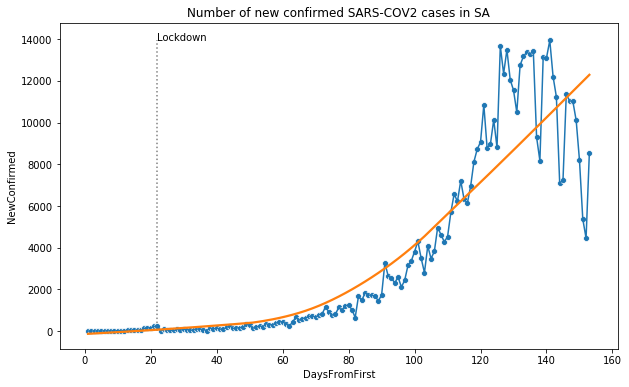 Number of new confirmed SARS-COV2 cases in SA
Lockdown
14000
12000
10000
8000
6000
4000
2000
0
NewConfirmed
0 20 40 60 80 100 120 140 160
DaysFromFirst